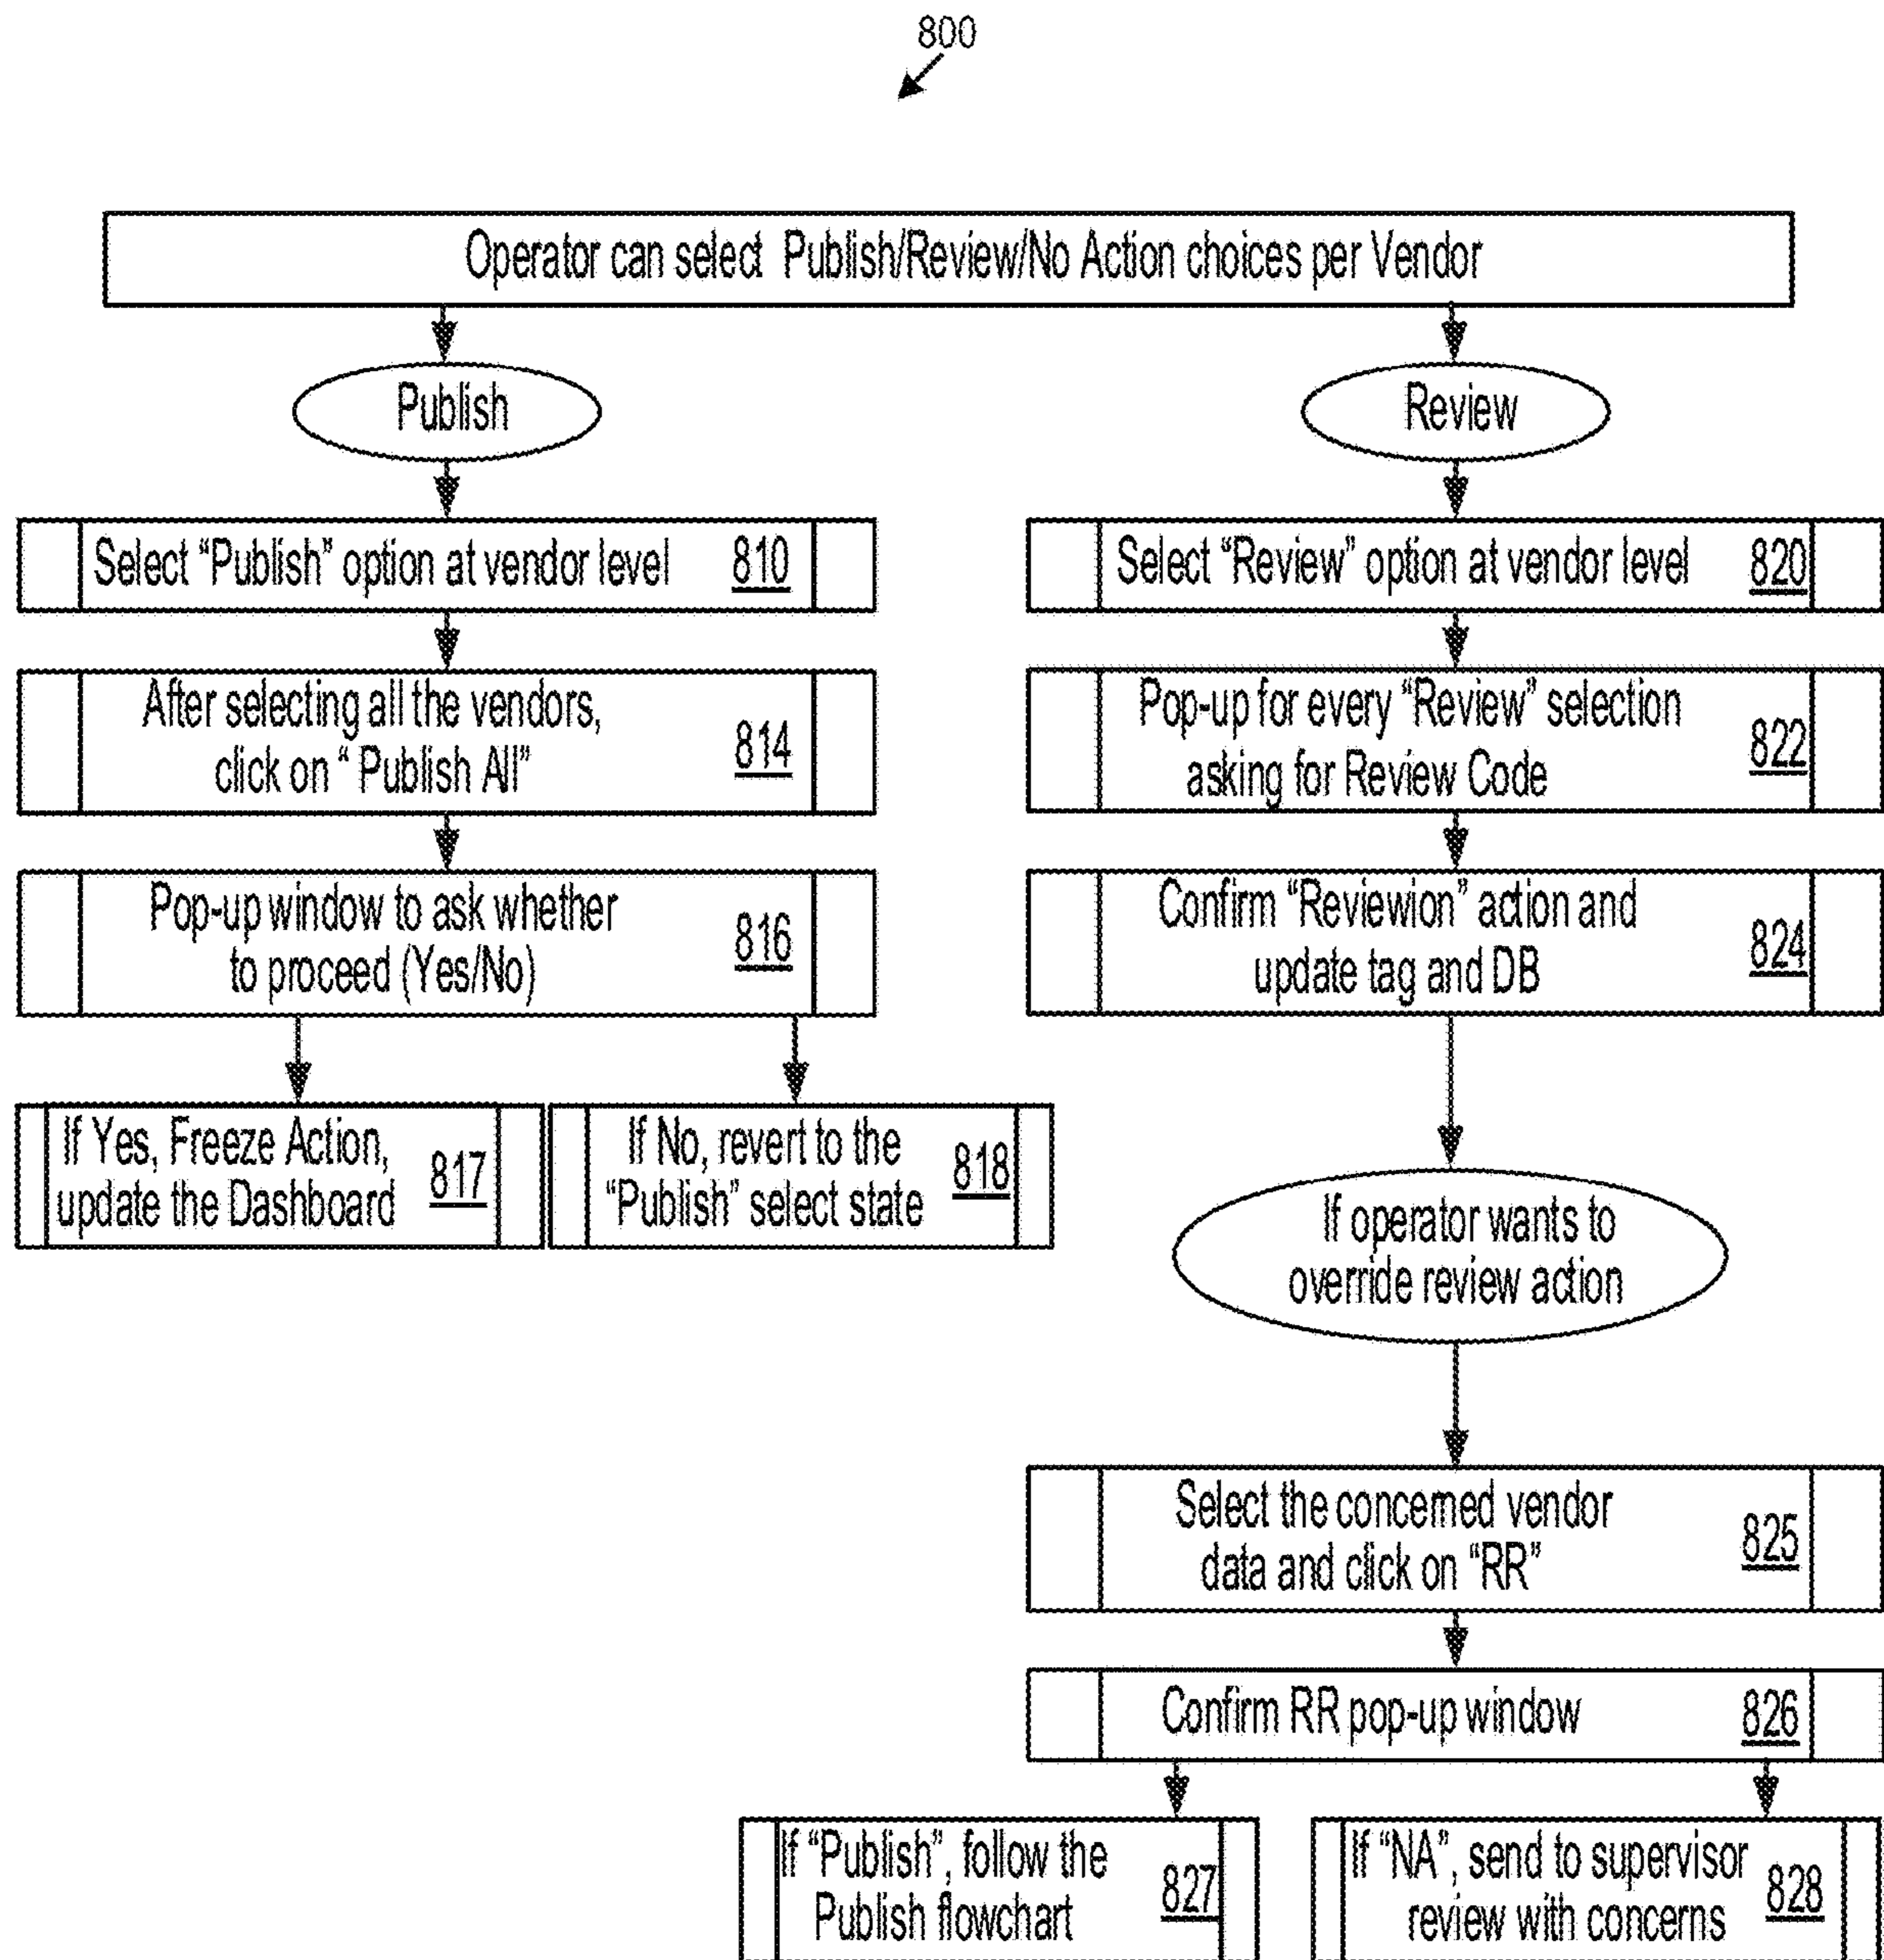 800
Operator can select Publish/Review/No Action choices per Vendor
Publish
Select “Publish” option at vendor level 810
After selecting all the vendors,
click on “ Publish All”
814
Pop-up window to ask whether
to proceed (Yes/No)
816
If Yes, Freeze Action,
update the Dashboard
817
If No, revert to the
“Publish” select state
818
Review
Select “Review” option at vendor level 820
Pop-up for every “Review” selection
asking for Review Code
822
Confirm “Reviewion” action and
update tag and DB
824
If operator wants to
override review action
Select the concerned vendor
data and click on “RR”
825
Confirm RR pop-up window 826
If “Publish”, follow the
Publish flowchart
827
If “NA”, send to supervisor
review with concerns
828